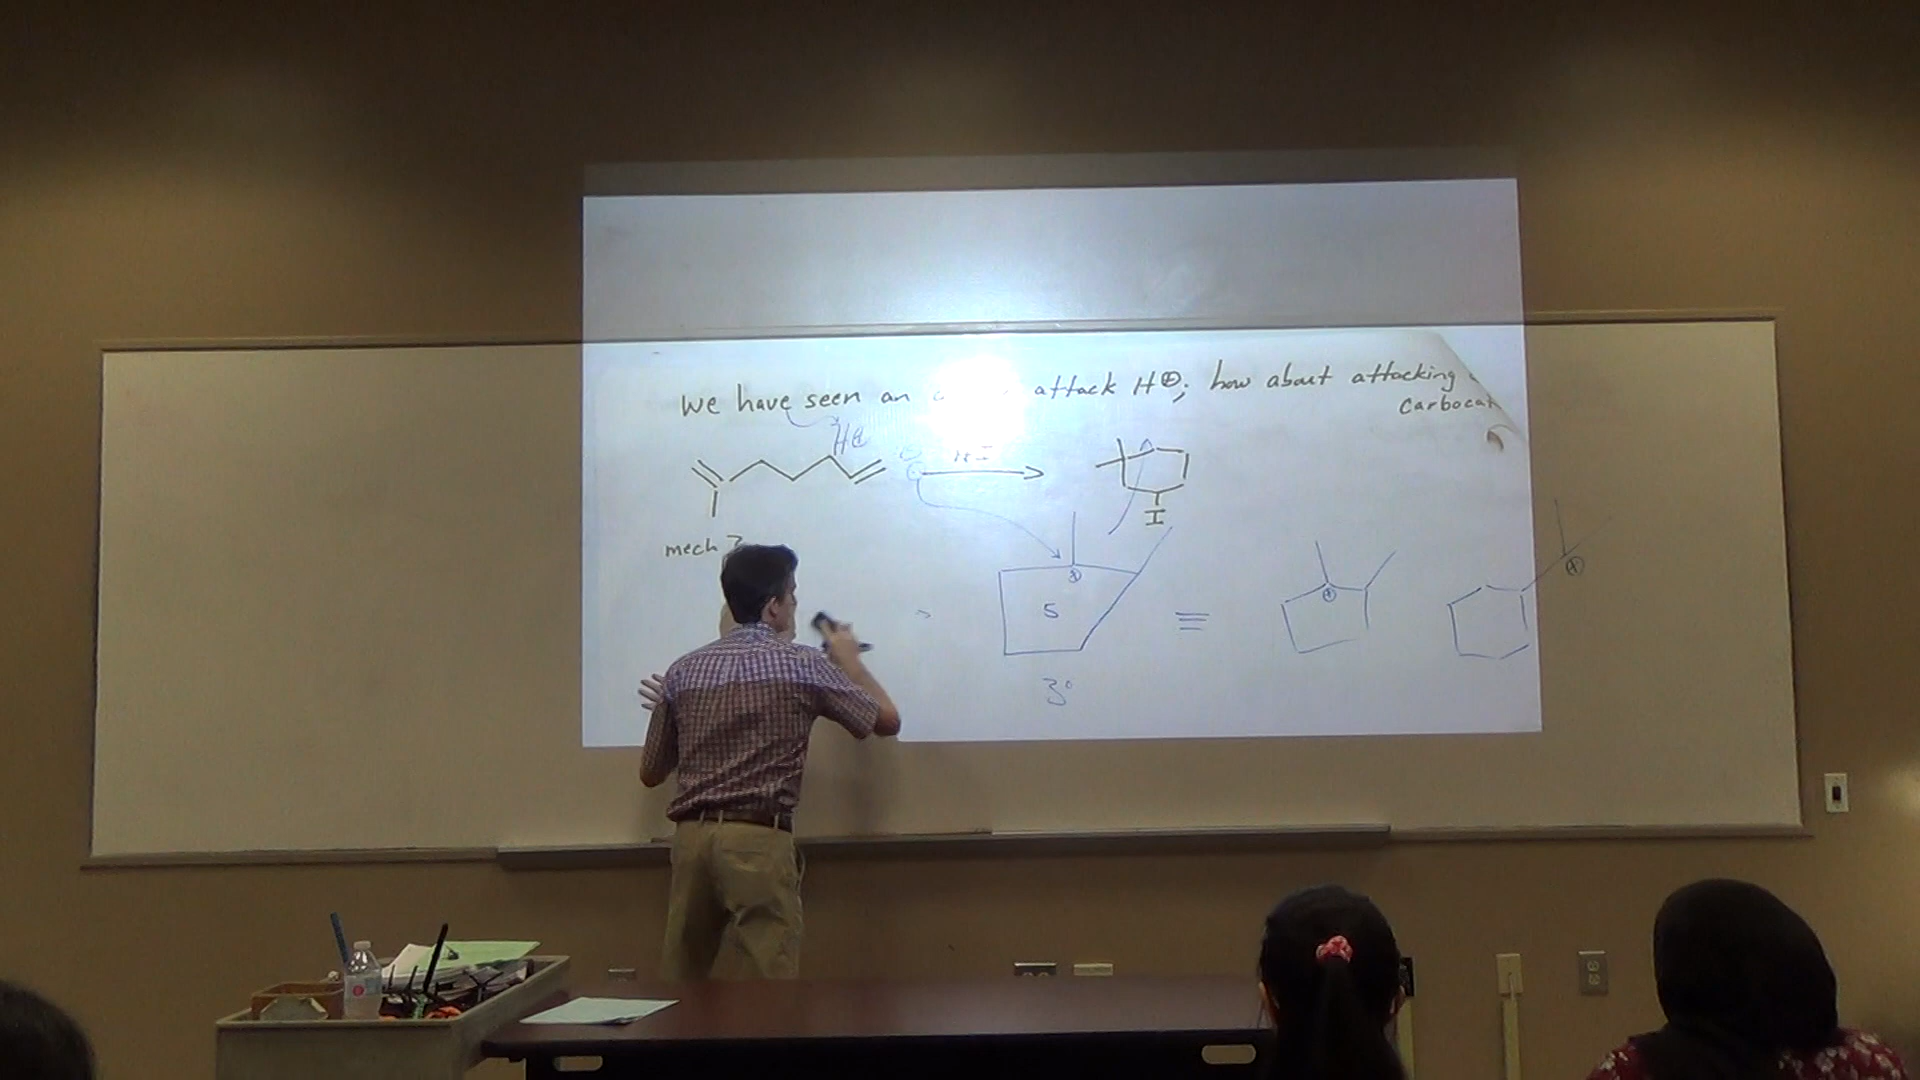 We have seen an attack H⊕; how about attacking
carbocat
H⊕
HI
I
mech ?
⊕
5
3°
≡
⊕
⊕